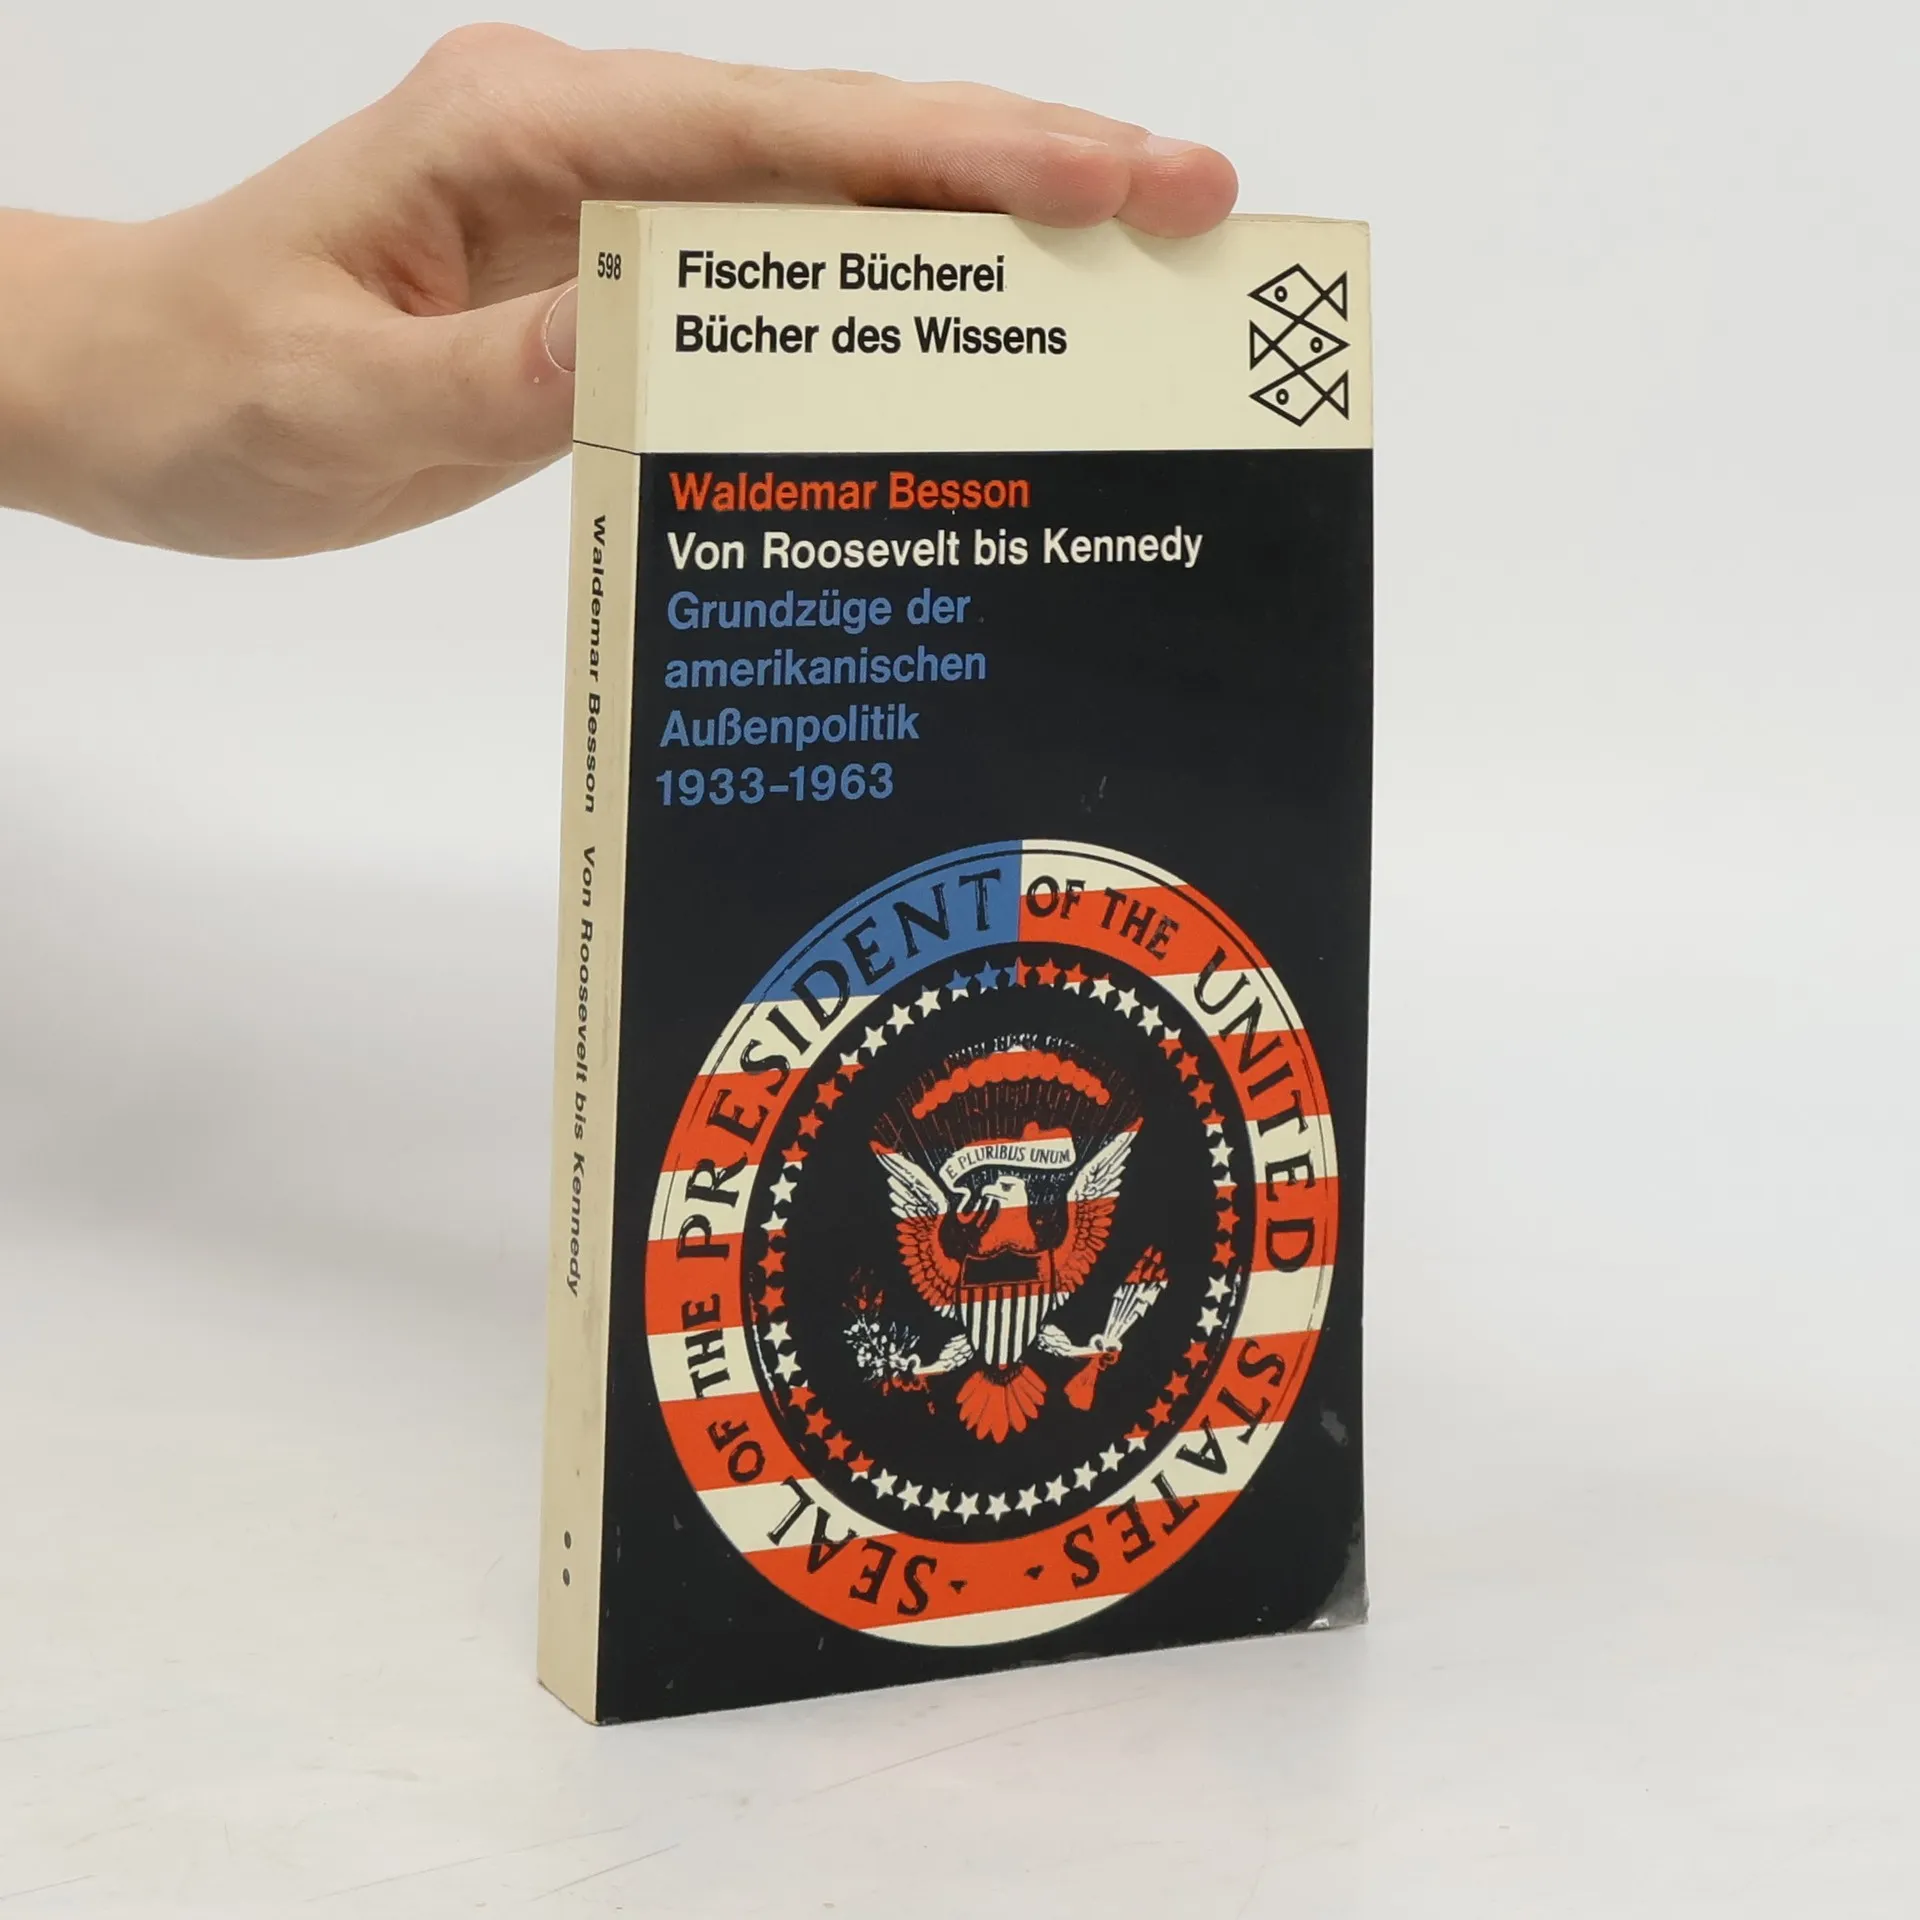 598
Fischer Bücherei
Bücher des Wissens
Waldemar Besson
Von Roosevelt bis Kennedy
Grundzüge der
amerikanischen
Außenpolitik
1933–1963
Waldemar Besson Von Roosevelt bis Kennedy
SEAL OF THE PRESIDENT OF THE UNITED STATES
E PLURIBUS UNUM